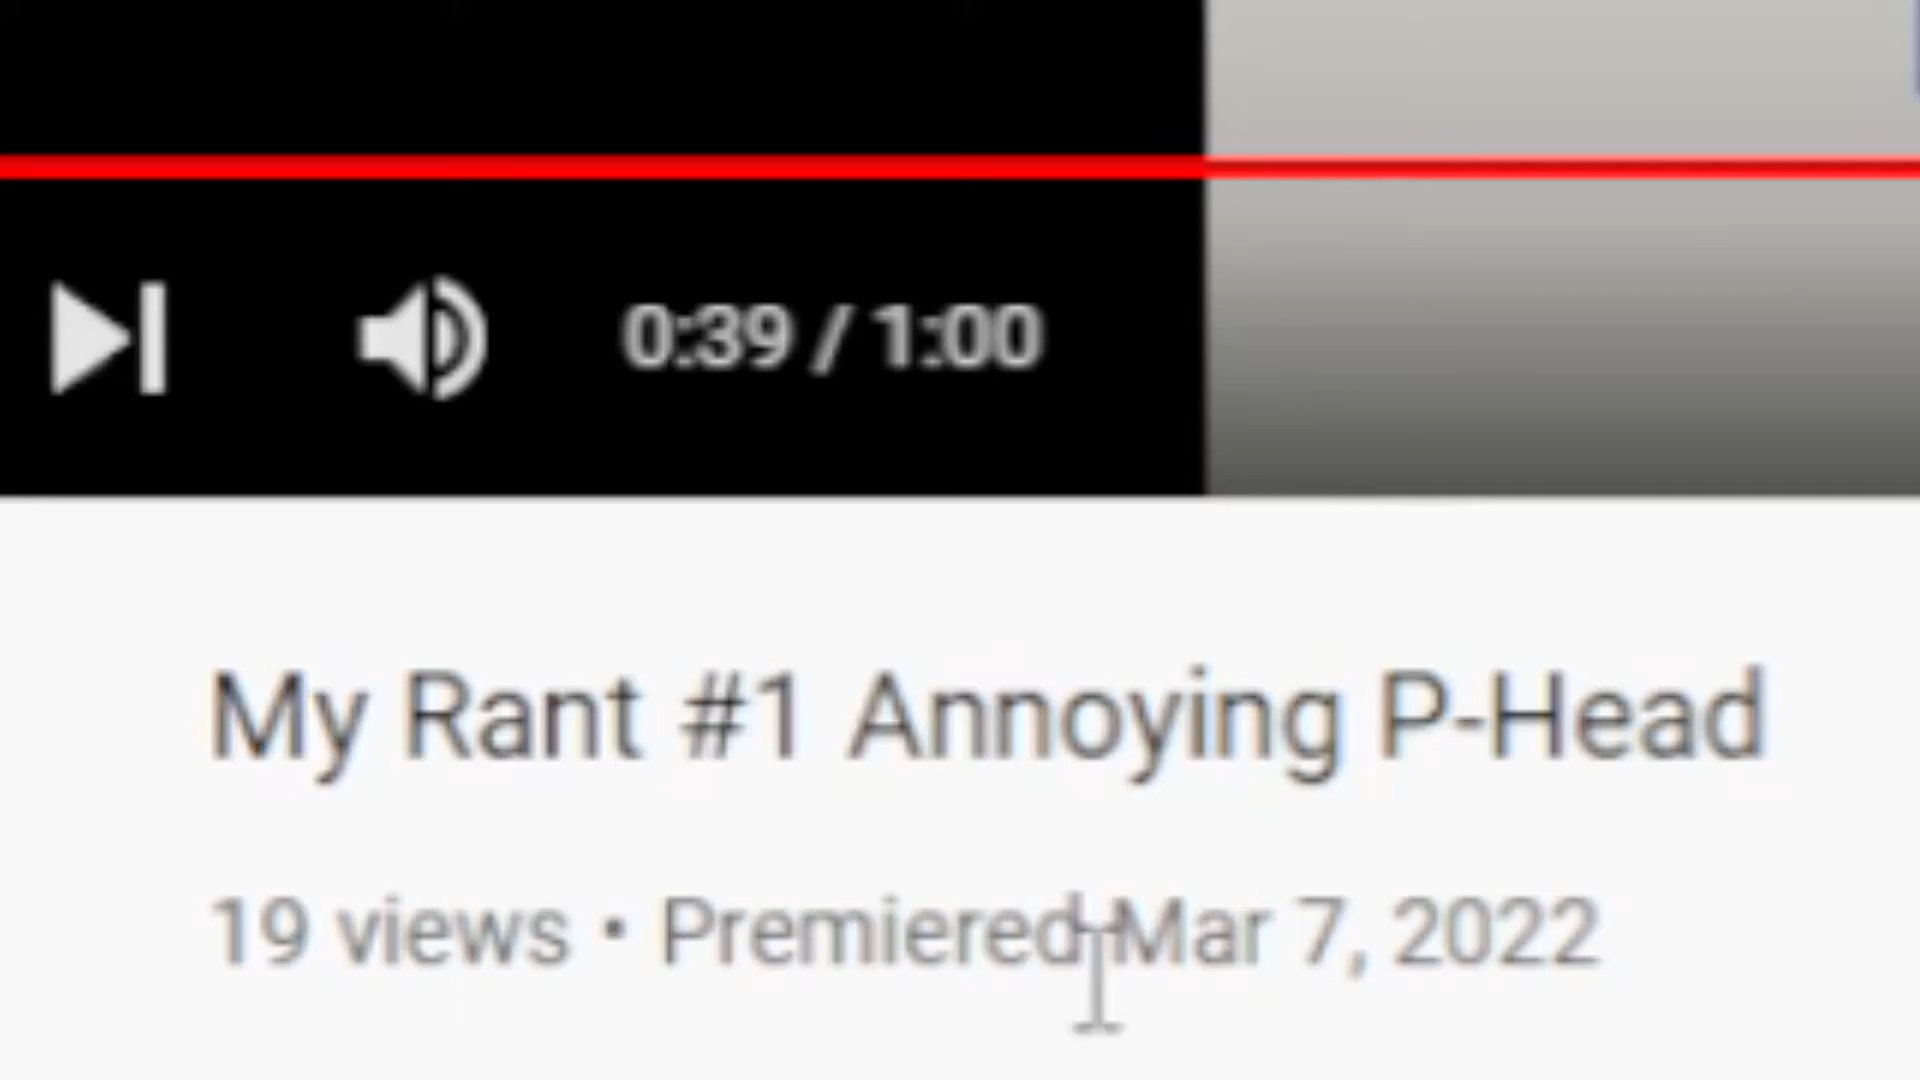 0:39 / 1:00
My Rant #1 Annoying P-Head
19 views • Premiered Mar 7, 2022